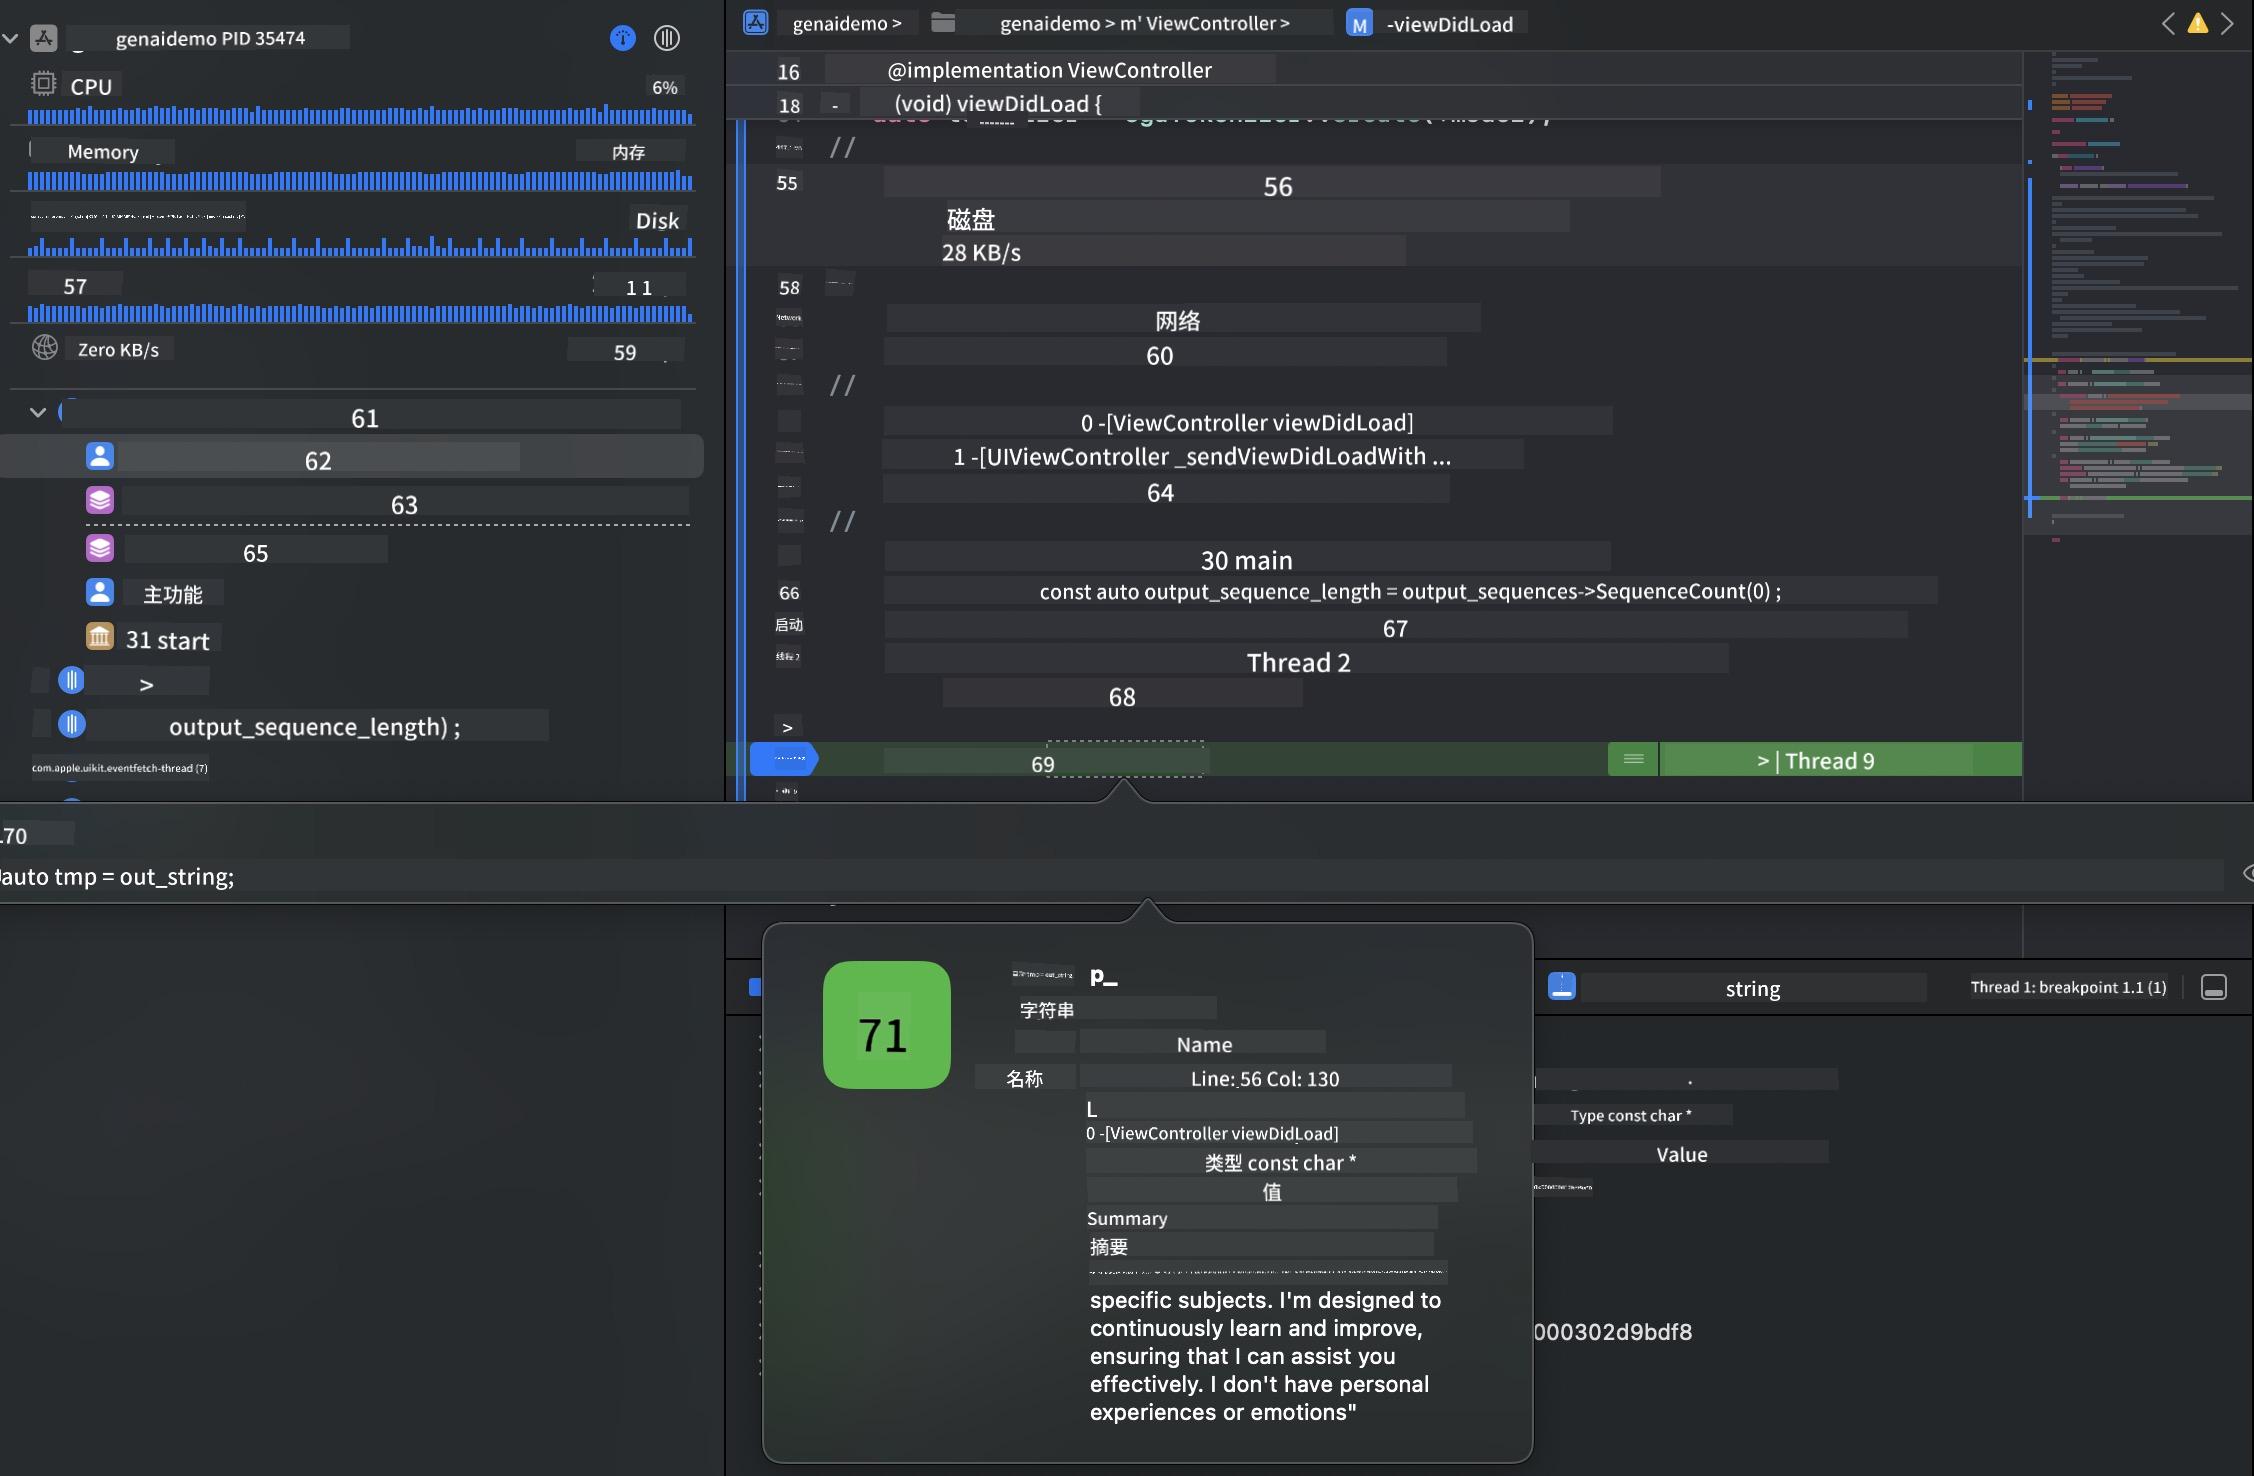 genaidemo PID 35474
CPU
6%
Memory
内存
Disk
57
11
Zero KB/s
59
61
62
63
65
主功能
31 start
>
output_sequence_length) ;
com.apple.uikit.eventfetch-thread (7)
genaidemo >
genaidemo > m' ViewController >
M
-viewDidLoad
16
@implementation ViewController
18
-
(void) viewDidLoad {
//
55
56
磁盘
28 KB/s
58
Network
网络
60
//
0 -[ViewController viewDidLoad]
1 -[UIViewController _sendViewDidLoadWith ...
64
//
30 main
66
const auto output_sequence_length = output_sequences->SequenceCount(0) ;
启动
67
线程 2
Thread 2
68
>
69
> | Thread 9
70
auto tmp = out_string;
71
p_
字符串
Name
名称
Line: 56 Col: 130
L
0 -[ViewController viewDidLoad]
类型 const char *
值
Summary
摘要
specific subjects. I'm designed to
continuously learn and improve,
ensuring that I can assist you
effectively. I don't have personal
experiences or emotions"
string
Thread 1: breakpoint 1.1 (1)
Type const char *
Value
000302d9bdf8